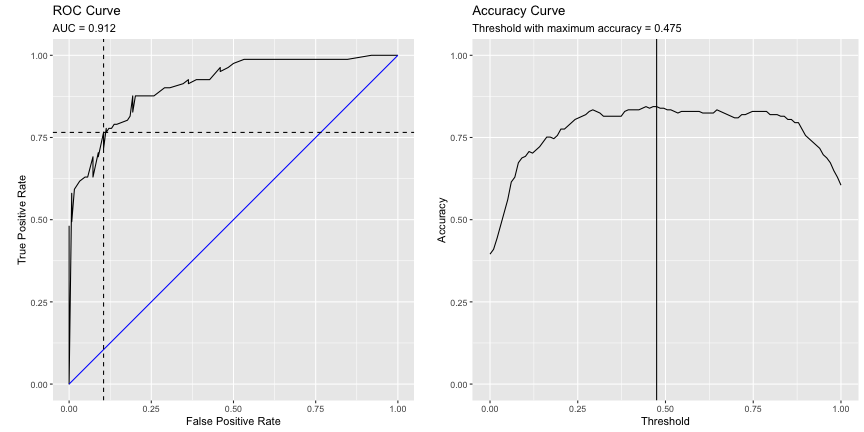 ROC Curve
AUC = 0.912
1.00
0.75
0.50
0.25
0.00
True Positive Rate
0.00 0.25 0.50 0.75 1.00
False Positive Rate
Accuracy Curve
Threshold with maximum accuracy = 0.475
1.00
0.75
0.50
0.25
0.00
Accuracy
0.00 0.25 0.50 0.75 1.00
Threshold